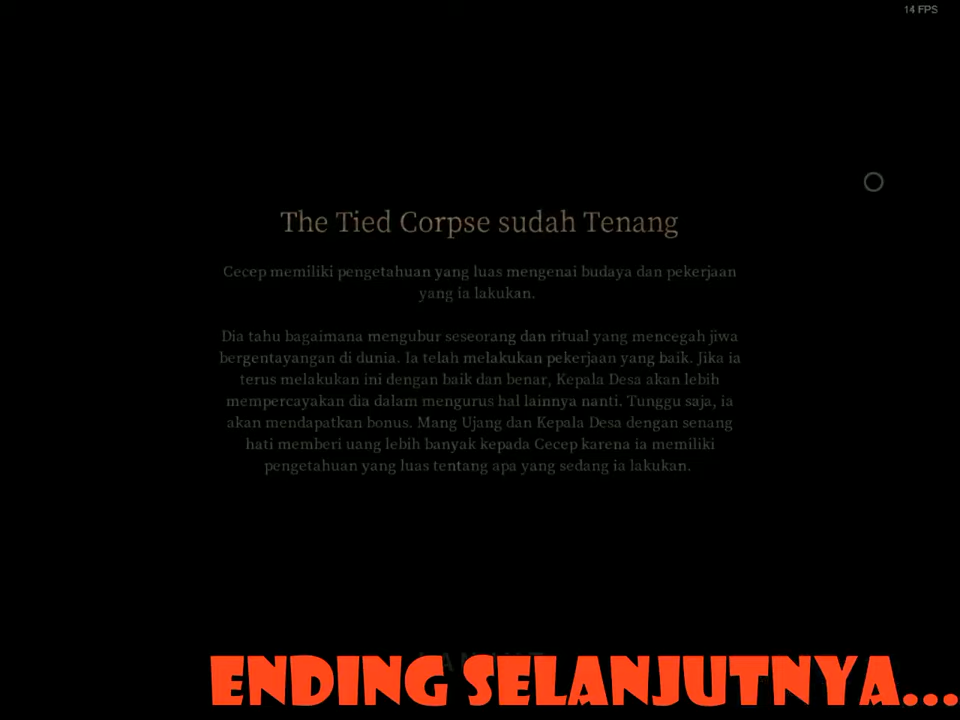 14 FPS
The Tied Corpse sudah Tenang
Cecep memiliki pengetahuan yang luas mengenai budaya dan pekerjaan
yang ia lakukan.
Dia tahu bagaimana mengubur seseorang dan ritual yang mencegah jiwa
bergentayangan di dunia. Ia telah melakukan pekerjaan yang baik. Jika ia
terus melakukan ini dengan baik dan benar, Kepala Desa akan lebih
mempercayakan dia dalam mengurus hal lainnya nanti. Tunggu saja, ia
akan mendapatkan bonus. Mang Ujang dan Kepala Desa dengan senang
hati memberi uang lebih banyak kepada Cecep karena ia memiliki
pengetahuan yang luas tentang apa yang sedang ia lakukan.
ENDING SELANJUTNYA...